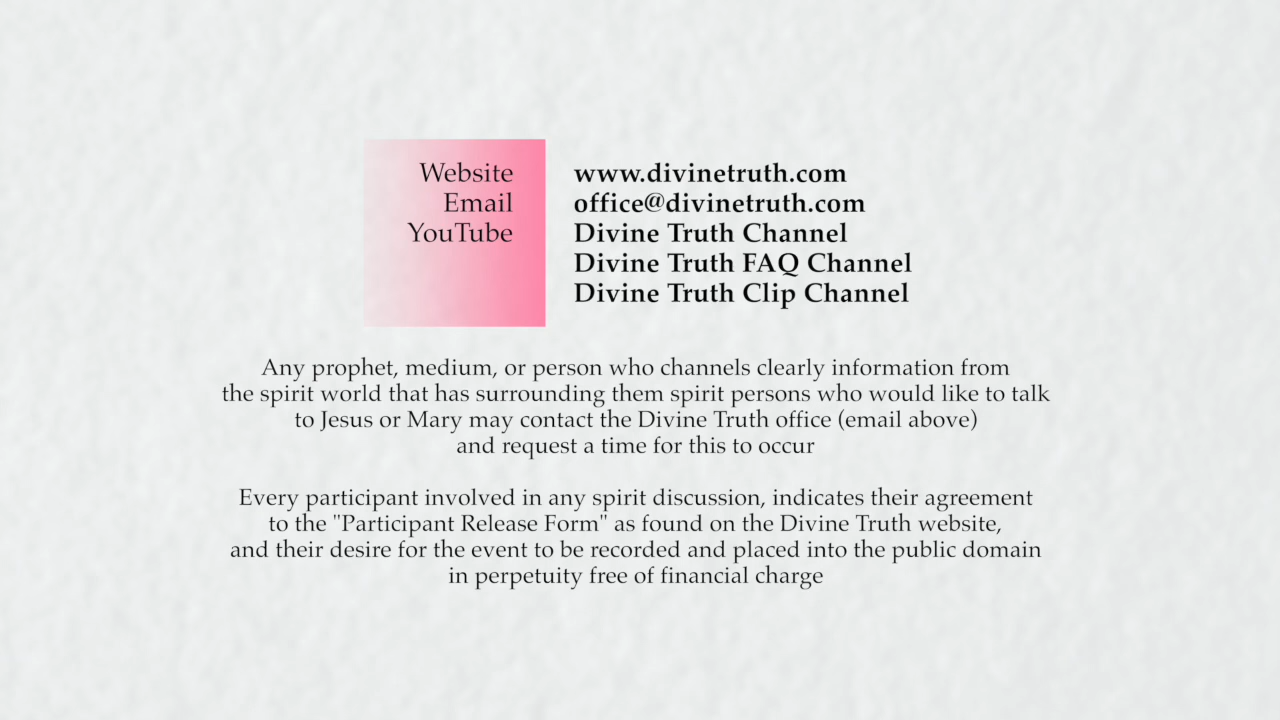 Website www.divinetruth.com
Email office@divinetruth.com
YouTube Divine Truth Channel
Divine Truth FAQ Channel
Divine Truth Clip Channel
Any prophet, medium, or person who channels clearly information from
the spirit world that has surrounding them spirit persons who would like to talk
to Jesus or Mary may contact the Divine Truth office (email above)
and request a time for this to occur
Every participant involved in any spirit discussion, indicates their agreement
to the "Participant Release Form" as found on the Divine Truth website,
and their desire for the event to be recorded and placed into the public domain
in perpetuity free of financial charge